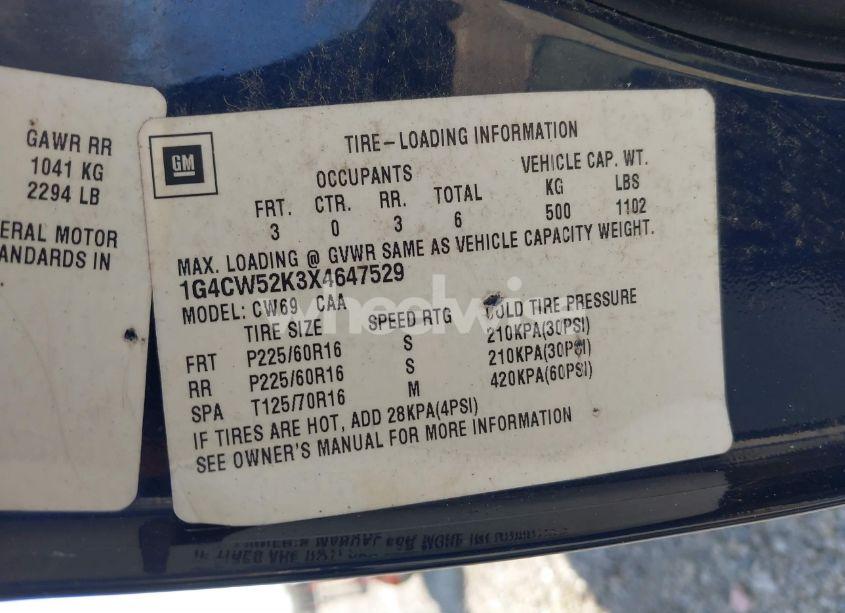 GAWR RR
1041 KG
2294 LB
ERAL MOTOR
ANDARDS IN
GM
TIRE-LOADING INFORMATION
OCCUPANTS VEHICLE CAP. WT.
FRT. CTR. RR. TOTAL KG LBS
3 0 3 6 500 1102
MAX. LOADING @ GVWR SAME AS VEHICLE CAPACITY WEIGHT.
1G4CW52K3X4647529
MODEL: CW69 CAA
TIRE SIZE SPEED RTG COLD TIRE PRESSURE
FRT P225/60R16 S 210KPA(30PSI)
RR P225/60R16 S 210KPA(30PSI)
SPA T125/70R16 M 420KPA(60PSI)
IF TIRES ARE HOT, ADD 28KPA(4PSI)
SEE OWNER'S MANUAL FOR MORE INFORMATION